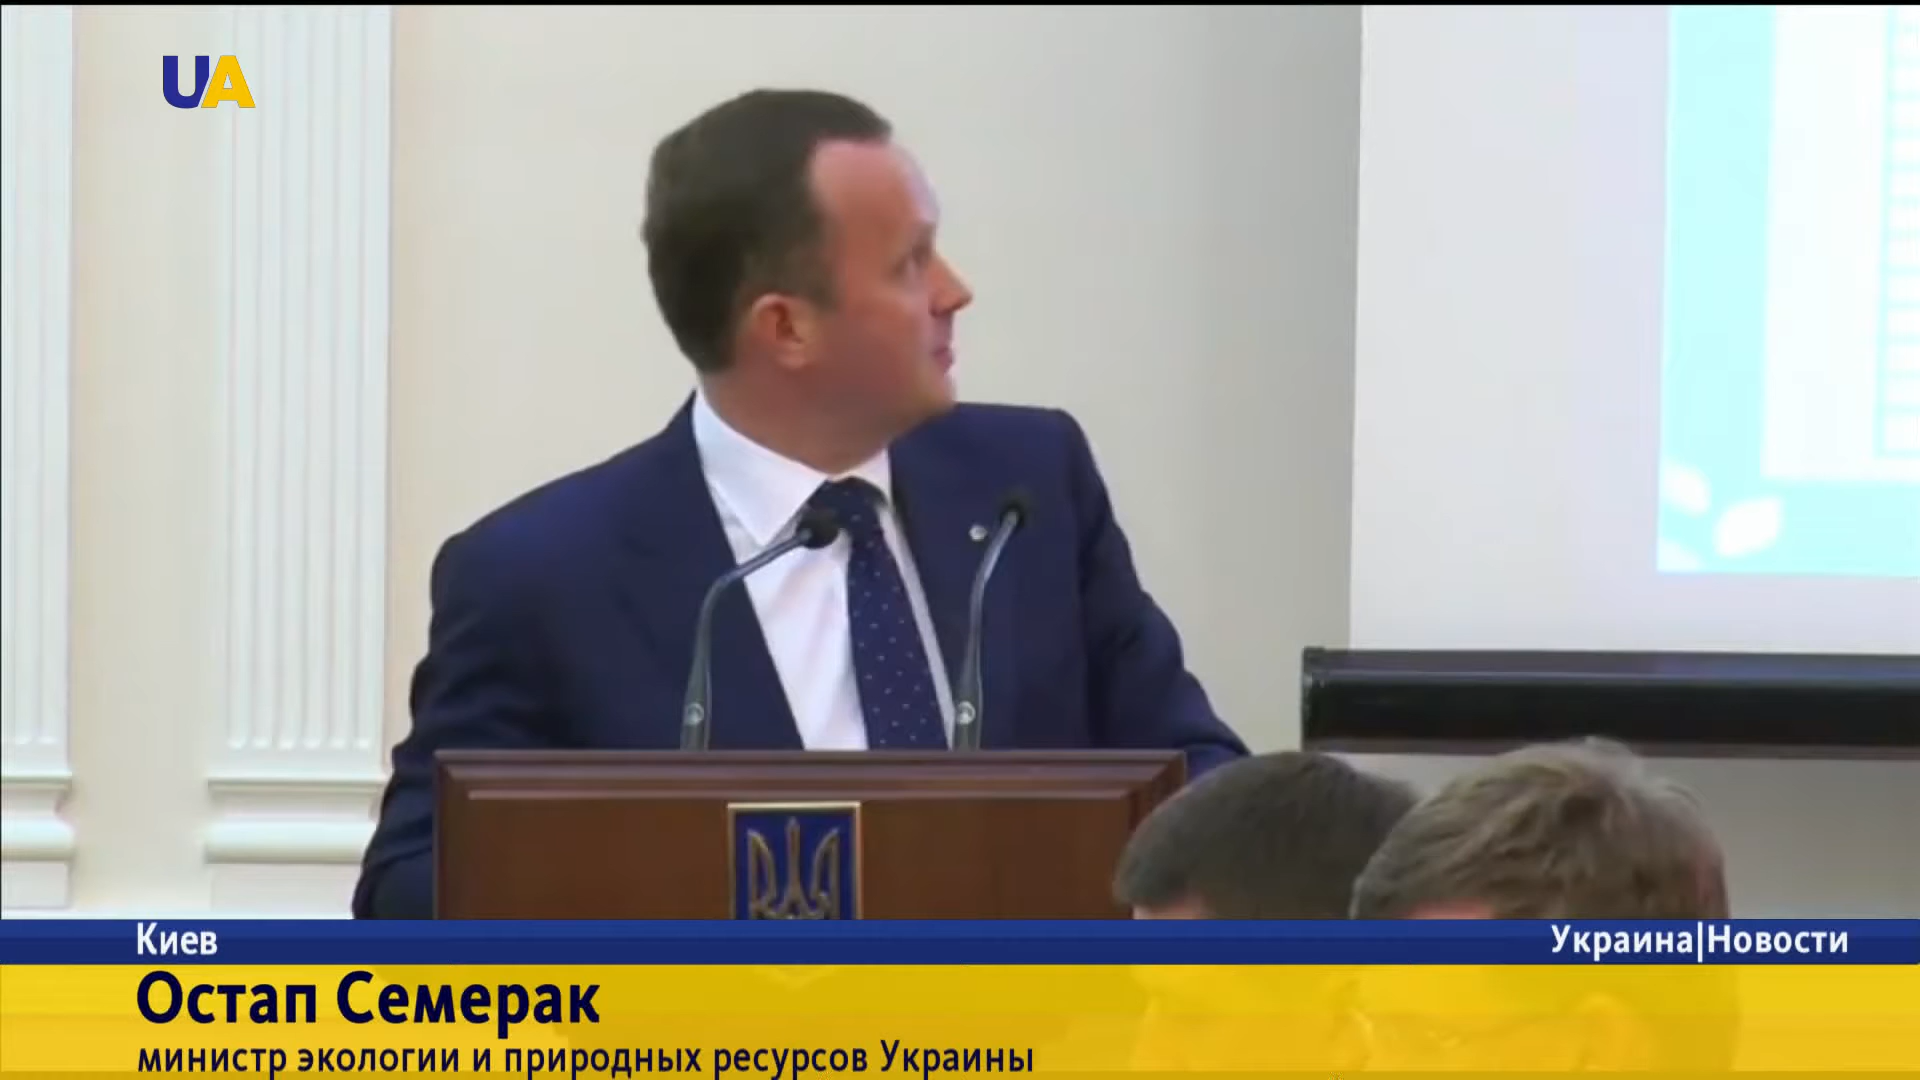 UA
Киев
Украина|Новости
Остап Семерак
министр экологии и природных ресурсов Украины